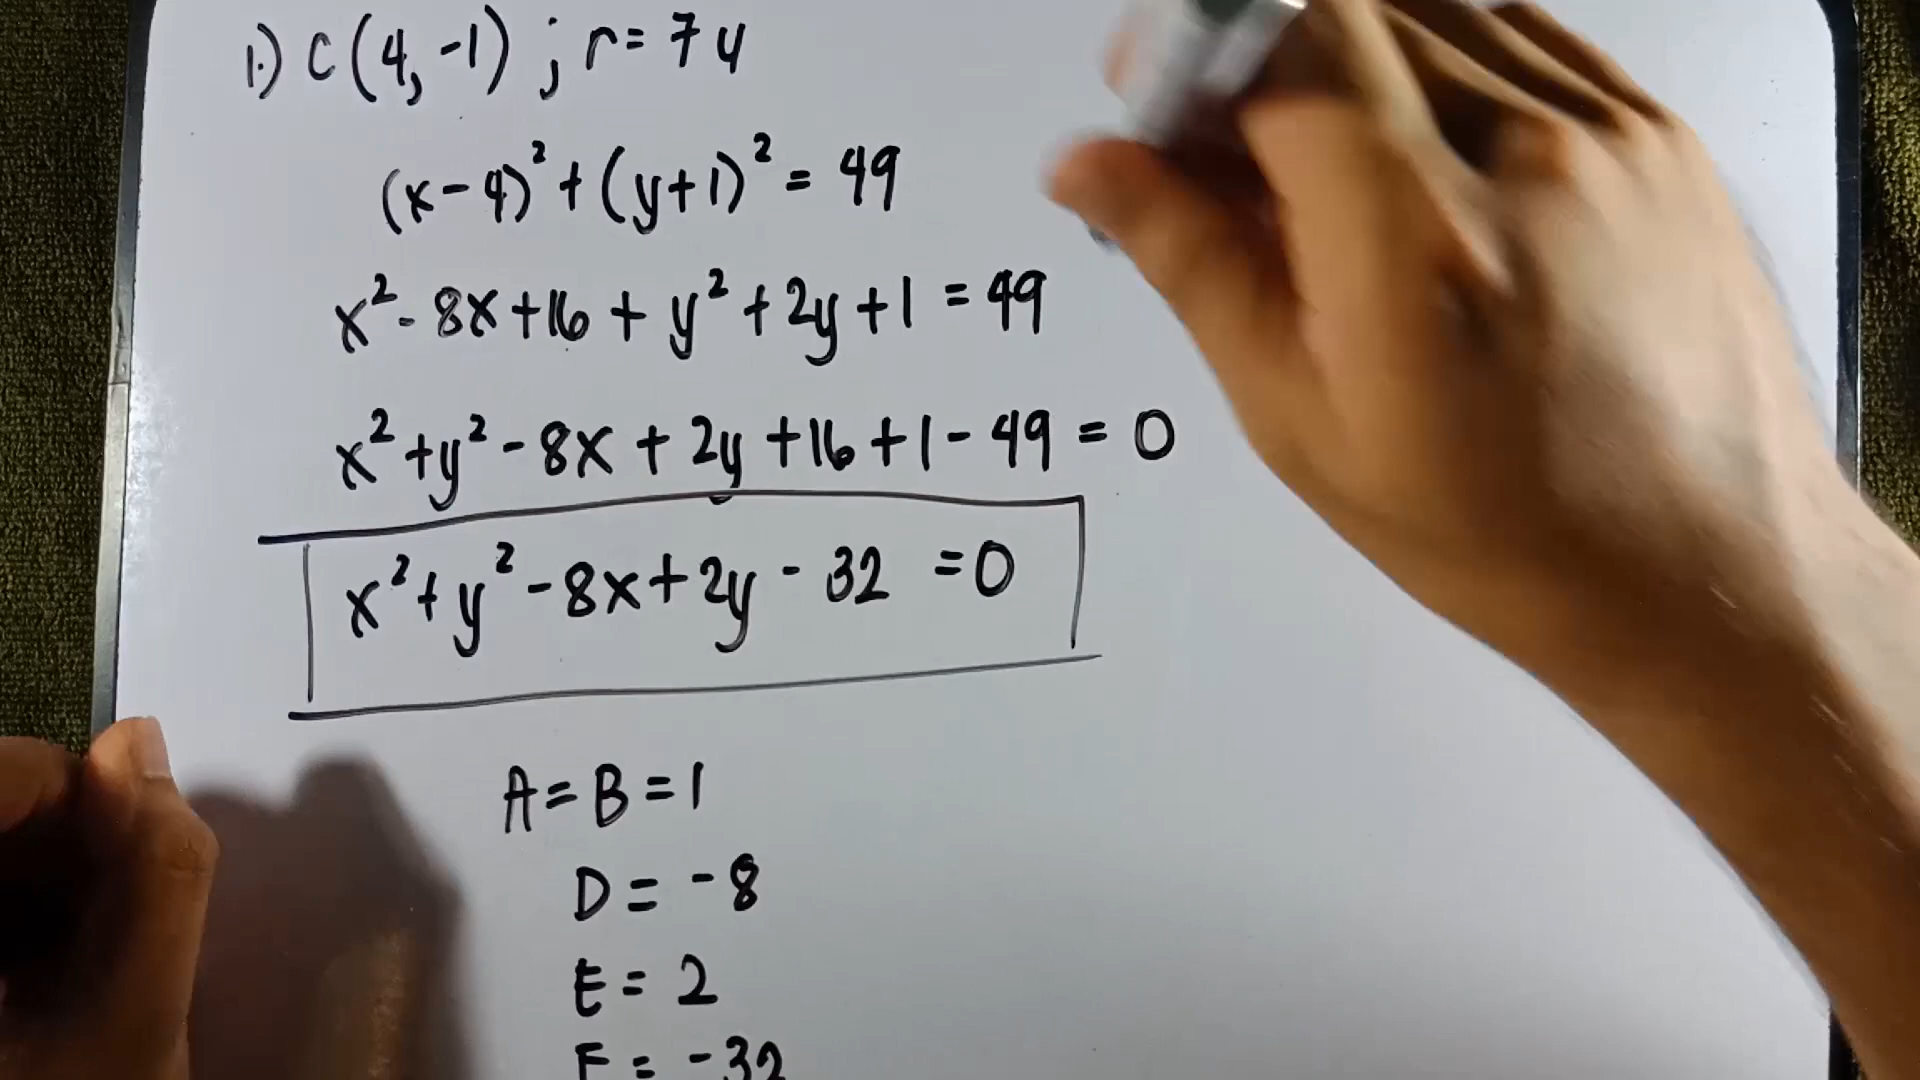 1.) C(4,-1) ; r = 7 u
(x-4)² + (y+1)² = 49
x² - 8x + 16 + y² + 2y + 1 = 49
x² + y² - 8x + 2y + 16 + 1 - 49 = 0
x² + y² - 8x + 2y - 32 = 0
A = B = 1
D = -8
E = 2
F = -32